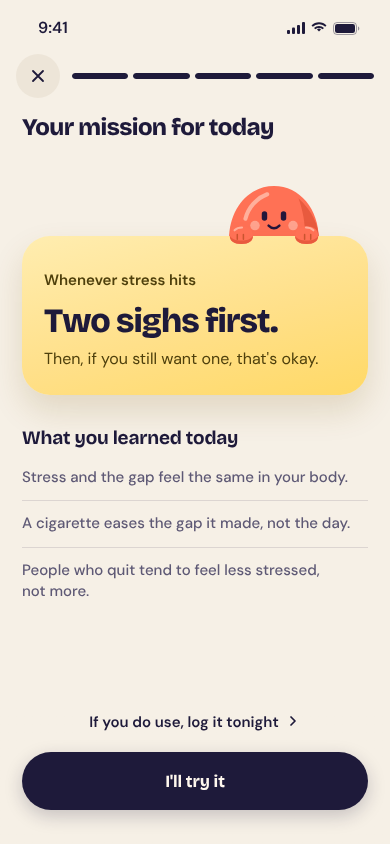 9:41
Your mission for today
Whenever stress hits
Two sighs first.
Then, if you still want one, that's okay.
What you learned today
Stress and the gap feel the same in your body.
A cigarette eases the gap it made, not the day.
People who quit tend to feel less stressed,
not more.
If you do use, log it tonight
I'll try it